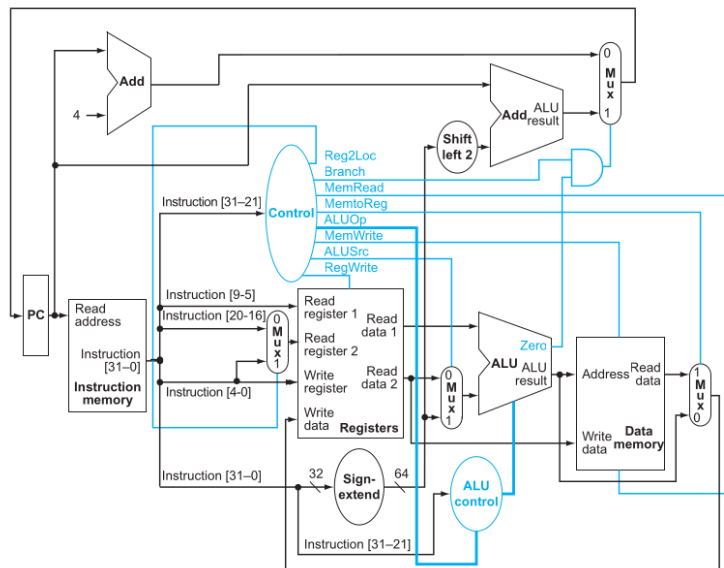 0
Mux
1
Add
4
Add
ALU
result
Shift
left 2
Reg2Loc
Branch
MemRead
MemtoReg
ALUOp
MemWrite
ALUSrc
RegWrite
Control
Instruction [31–21]
PC
Read
address
Instruction
[31–0]
Instruction
memory
Instruction [9-5]
Instruction [20-16]
0
Mux
1
Instruction [4-0]
Read
register 1
Read
register 2
Write
register
Write
data
Read
data 1
Read
data 2
Registers
0
Mux
1
Zero
ALU
ALU
result
Address
Read
data
Write
data
Data
memory
1
Mux
0
Instruction [31–0]
32
Sign-
extend
64
ALU
control
Instruction [31–21]